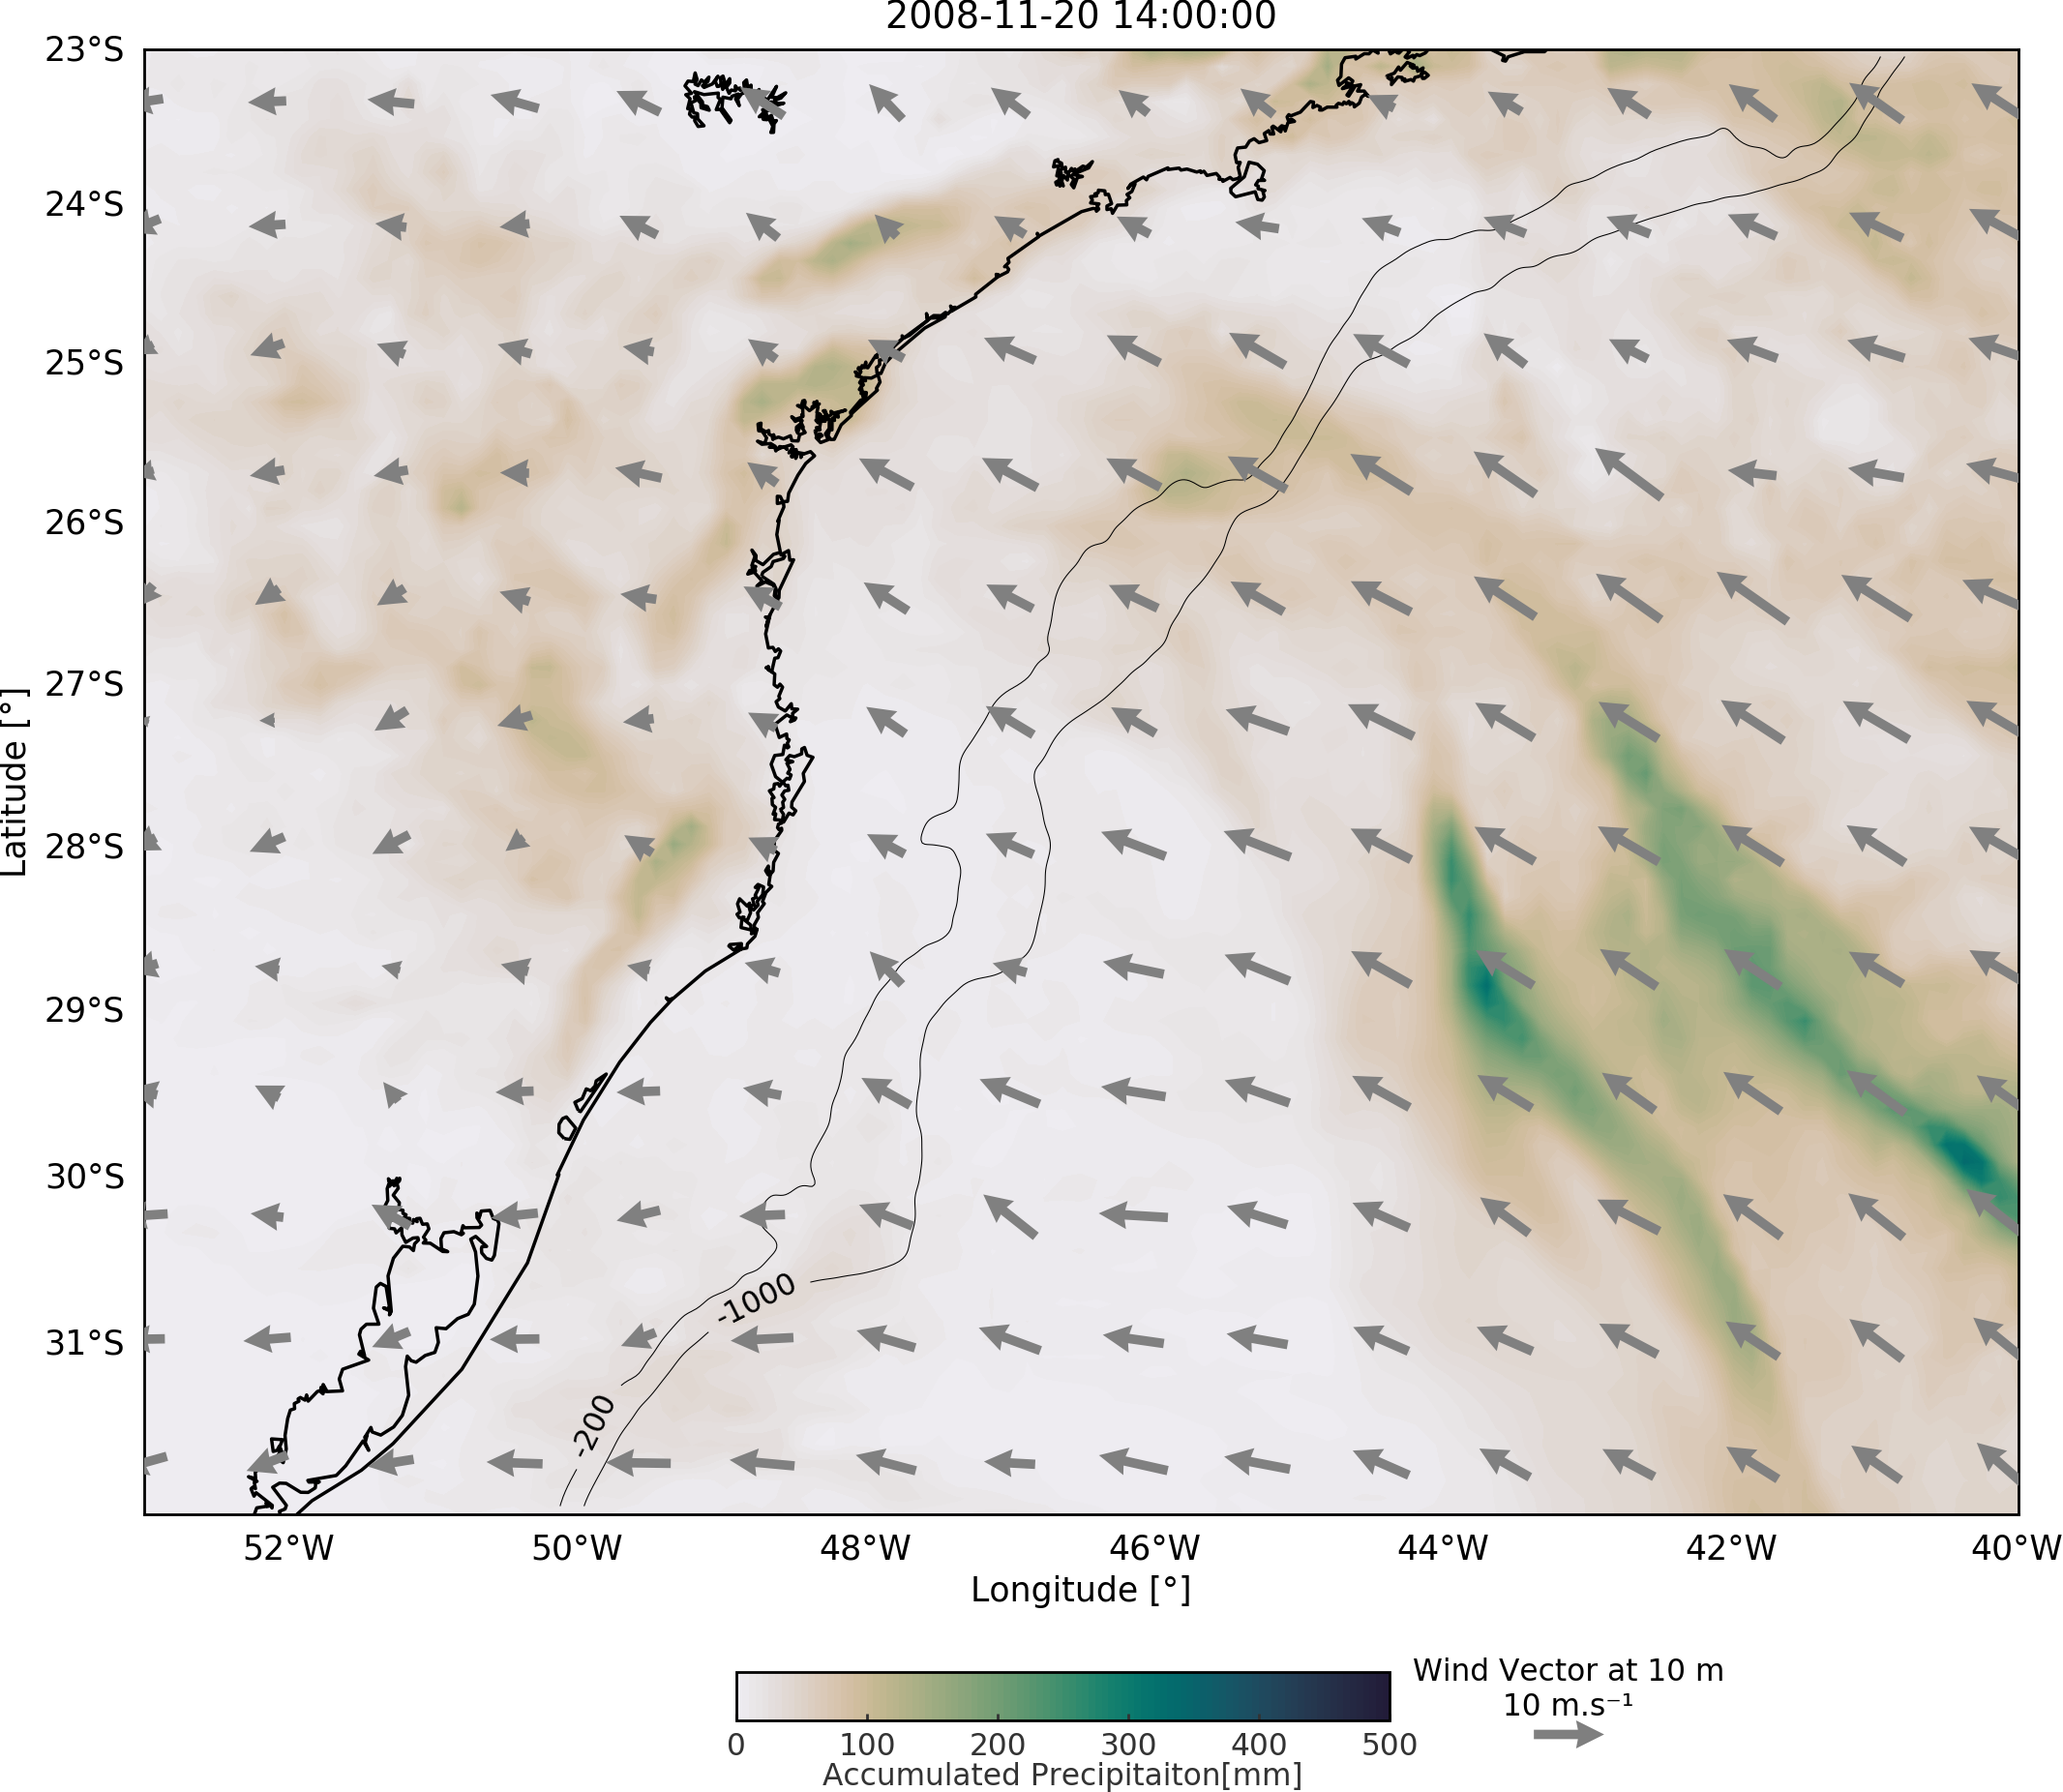 2008-11-20 14:00:00
23°S
24°S
25°S
26°S
27°S
28°S
29°S
30°S
31°S
Latitude [°]
-1000
-200
52°W 50°W 48°W 46°W 44°W 42°W 40°W
Longitude [°]
Wind Vector at 10 m
10 m.s⁻¹
0 100 200 300 400 500
Accumulated Precipitaiton[mm]